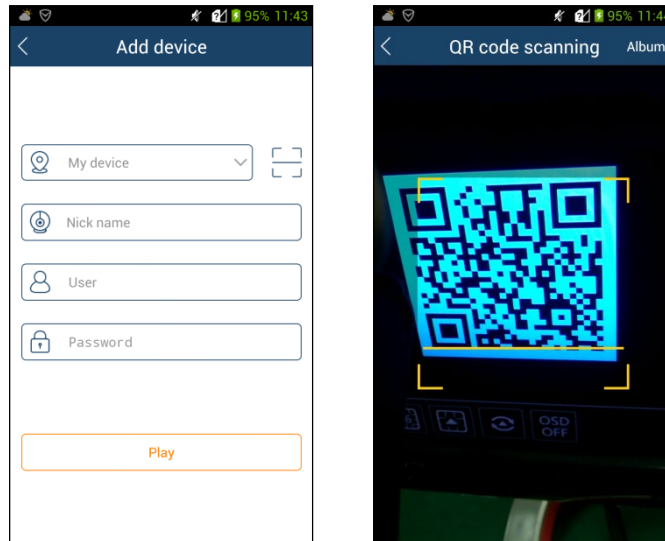 95% 11:43
Add device
My device
Nick name
User
Password
Play
95% 11:44
QR code scanning
Album
OSD
OFF